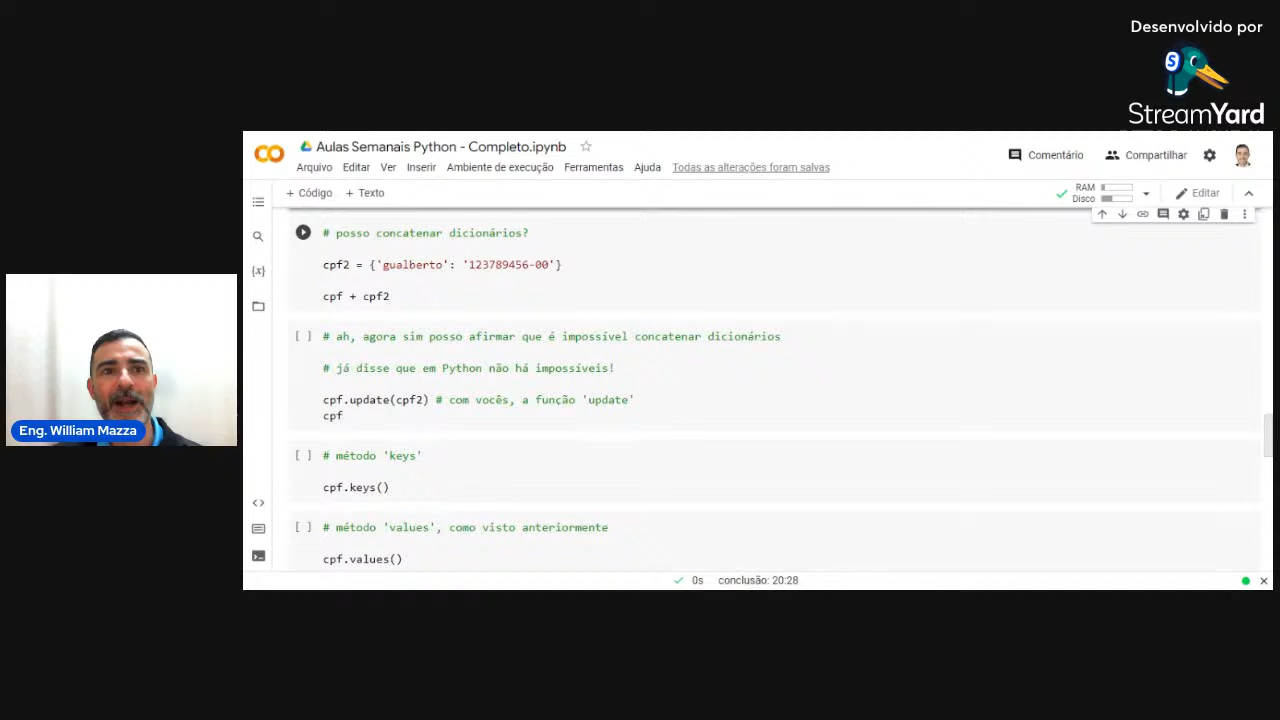 Desenvolvido por
S
StreamYard
Aulas Semanais Python - Completo.ipynb
Arquivo Editar Ver Inserir Ambiente de execução Ferramentas Ajuda Todas as alterações foram salvas
Comentário Compartilhar
+ Código + Texto
RAM
Disco
Editar
# posso concatenar dicionários?
cpf2 = {'gualberto': '123789456-00'}
cpf + cpf2
[ ] # ah, agora sim posso afirmar que é impossível concatenar dicionários
# já disse que em Python não há impossíveis!
cpf.update(cpf2) # com vocês, a função 'update'
cpf
[ ] # método 'keys'
cpf.keys()
[ ] # método 'values', como visto anteriormente
cpf.values()
0s conclusão: 20:28
Eng. William Mazza